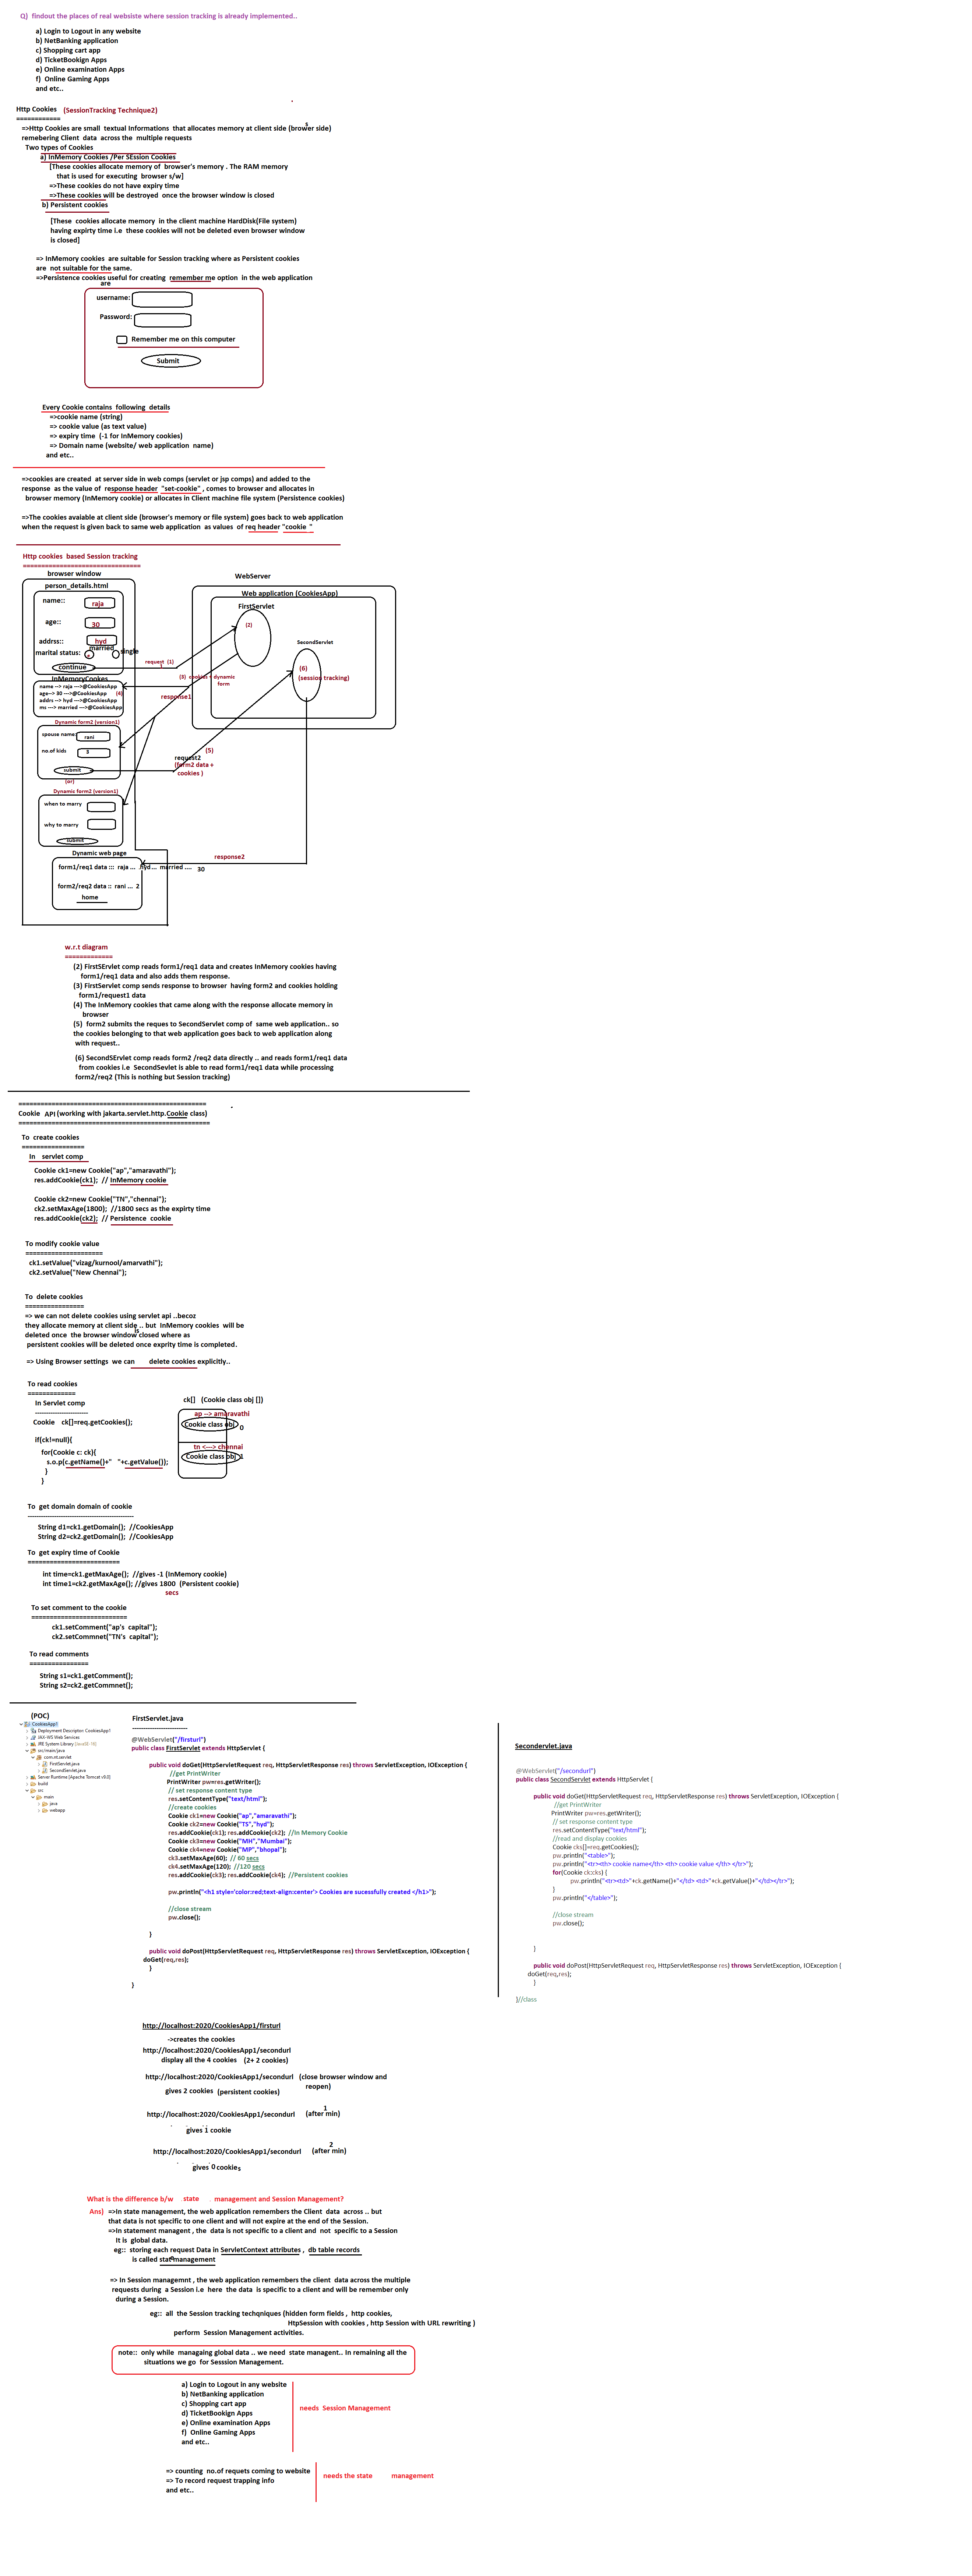 Q) findout the places of real websiste where session tracking is already implemented..
a) Login to Logout in any website
b) NetBanking application
c) Shopping cart app
d) TicketBookign Apps
e) Online examination Apps
f) Online Gaming Apps
and etc..
Http Cookies (SessionTracking Technique2)
============
=>Http Cookies are small textual Informations that allocates memory at client side (brower side)
s
remebering Client data across the multiple requests
Two types of Cookies
a) InMemory Cookies /Per SEssion Cookies
[These cookies allocate memory of browser's memory . The RAM memory
that is used for executing browser s/w]
=>These cookies do not have expiry time
=>These cookies will be destroyed once the browser window is closed
b) Persistent cookies
[These cookies allocate memory in the client machine HardDisk(File system)
having expirty time i.e these cookies will not be deleted even browser window
is closed]
=> InMemory cookies are suitable for Session tracking where as Persistent cookies
are not suitable for the same.
=>Persistence cookies useful for creating remember me option in the web application
are
username:
Password:
Remember me on this computer
Submit
Every Cookie contains following details
=>cookie name (string)
=> cookie value (as text value)
=> expiry time (-1 for InMemory cookies)
=> Domain name (website/ web application name)
and etc..
=>cookies are created at server side in web comps (servlet or jsp comps) and added to the
response as the value of response header "set-cookie" , comes to browser and allocates in
browser memory (InMemory cookie) or allocates in Client machine file system (Persistence cookies)
=>The cookies avaiable at client side (browser's memory or file system) goes back to web application
when the request is given back to same web application as values of req header "cookie "
Http cookies based Session tracking
================================
browser window
WebServer
person_details.html
Web application (CookiesApp)
name::
raja
FirstServlet
age::
30
(2)
addrss::
hyd
SecondServlet
marital status:
married
single
continue
request (1)
(6)
(session tracking)
(3) cookies + dynamic
form
InMemoryCookes
name --> raja --->@CookiesApp
age--> 30 --->@CookiesApp (4)
addrs --> hyd --->@CookiesApp
ms ---> married --->@CookiesApp
response1
Dynamic form2 (version1)
spouse name:
rani
no.of kids
3
submit
(5)
request2
(form2 data +
cookies )
(or)
Dynamic form2 (version1)
when to marry
why to marry
submit
Dynamic web page
response2
form1/req1 data ::: raja ... hyd... married .... 30
form2/req2 data :: rani ... 2
home
w.r.t diagram
=============
(2) FirstSErvlet comp reads form1/req1 data and creates InMemory cookies having
form1/req1 data and also adds them response.
(3) FirstServlet comp sends response to browser having form2 and cookies holding
form1/request1 data
(4) The InMemory cookies that came along with the response allocate memory in
browser
(5) form2 submits the reques to SecondServlet comp of same web application.. so
the cookies belonging to that web application goes back to web application along
with request..
(6) SecondSErvlet comp reads form2 /req2 data directly .. and reads form1/req1 data
from cookies i.e SecondSevlet is able to read form1/req1 data while processing
form2/req2 (This is nothing but Session tracking)
===================================================
Cookie API (working with jakarta.servlet.http.Cookie class)
====================================================
To create cookies
=================
In servlet comp
Cookie ck1=new Cookie("ap","amaravathi");
res.addCookie(ck1); // InMemory cookie
Cookie ck2=new Cookie("TN","chennai");
ck2.setMaxAge(1800); //1800 secs as the expirty time
res.addCookie(ck2); // Persistence cookie
To modify cookie value
=====================
ck1.setValue("vizag/kurnool/amarvathi");
ck2.setValue("New Chennai");
To delete cookies
================
=> we can not delete cookies using servlet api ..becoz
they allocate memory at client side .. but InMemory cookies will be
deleted once the browser window closed where as
is
persistent cookies will be deleted once exprity time is completed.
=> Using Browser settings we can delete cookies explicitly..
To read cookies
=============
In Servlet comp
------------------------
Cookie ck[]=req.getCookies();
if(ck!=null){
for(Cookie c: ck){
s.o.p(c.getName()+" "+c.getValue());
}
}
ck[] (Cookie class obj [])
ap --> amaravathi
Cookie class obj 0
tn <---> chennai
Cookie class obj 1
To get domain domain of cookie
-------------------------------------------------
String d1=ck1.getDomain(); //CookiesApp
String d2=ck2.getDomain(); //CookiesApp
To get expiry time of Cookie
=========================
int time=ck1.getMaxAge(); //gives -1 (InMemory cookie)
int time1=ck2.getMaxAge(); //gives 1800 (Persistent cookie)
secs
To set comment to the cookie
==========================
ck1.setComment("ap's capital");
ck2.setCommnet("TN's capital");
To read comments
================
String s1=ck1.getComment();
String s2=ck2.getCommnet();
(POC)
CookiesApp1
Deployment Descriptor: CookiesApp1
JAX-WS Web Services
JRE System Library [JavaSE-16]
src/main/java
com.nt.servlet
FirstServlet.java
SecondServlet.java
Server Runtime [Apache Tomcat v9.0]
build
src
main
java
webapp
FirstServlet.java
-------------------------
@WebServlet("/firsturl")
public class FirstServlet extends HttpServlet {
public void doGet(HttpServletRequest req, HttpServletResponse res) throws ServletException, IOException {
//get PrintWriter
PrintWriter pw=res.getWriter();
// set response content type
res.setContentType("text/html");
//create cookies
Cookie ck1=new Cookie("ap","amaravathi");
Cookie ck2=new Cookie("TS","hyd");
res.addCookie(ck1); res.addCookie(ck2); //In Memory Cookie
Cookie ck3=new Cookie("MH","Mumbai");
Cookie ck4=new Cookie("MP","bhopal");
ck3.setMaxAge(60); // 60 secs
ck4.setMaxAge(120); //120 secs
res.addCookie(ck3); res.addCookie(ck4); //Persistent cookies
pw.println("<h1 style='color:red;text-align:center'> Cookies are sucessfully created </h1>");
//close stream
pw.close();
}
public void doPost(HttpServletRequest req, HttpServletResponse res) throws ServletException, IOException {
doGet(req,res);
}
}
Secondervlet.java
@WebServlet("/secondurl")
public class SecondServlet extends HttpServlet {
public void doGet(HttpServletRequest req, HttpServletResponse res) throws ServletException, IOException {
//get PrintWriter
PrintWriter pw=res.getWriter();
// set response content type
res.setContentType("text/html");
//read and display cookies
Cookie cks[]=req.getCookies();
pw.println("<table>");
pw.println("<tr><th> cookie name</th> <th> cookie value </th> </tr>");
for(Cookie ck:cks) {
pw.println("<tr><td>"+ck.getName()+"</td> <td>"+ck.getValue()+"</td></tr>");
}
pw.println("</table>");
//close stream
pw.close();
}
public void doPost(HttpServletRequest req, HttpServletResponse res) throws ServletException, IOException {
doGet(req,res);
}
}//class
http://localhost:2020/CookiesApp1/firsturl
->creates the cookies
http://localhost:2020/CookiesApp1/secondurl
display all the 4 cookies (2+ 2 cookies)
http://localhost:2020/CookiesApp1/secondurl (close browser window and
reopen)
gives 2 cookies (persistent cookies)
http://localhost:2020/CookiesApp1/secondurl (after min)
1
gives 1 cookie
http://localhost:2020/CookiesApp1/secondurl (after min)
2
gives 0 cookies
What is the difference b/w state management and Session Management?
Ans) =>In state management, the web application remembers the Client data across .. but
that data is not specific to one client and will not expire at the end of the Session.
=>In statement managent , the data is not specific to a client and not specific to a Session
It is global data.
eg:: storing each request Data in ServletContext attributes , db table records
is called statemanagement
=> In Session managemnt , the web application remembers the client data across the multiple
requests during a Session i.e here the data is specific to a client and will be remember only
during a Session.
eg:: all the Session tracking techqniques (hidden form fields , http cookies,
HtpSession with cookies , http Session with URL rewriting )
perform Session Management activities.
note:: only while managaing global data .. we need state managent.. In remaining all the
situations we go for Sesssion Management.
a) Login to Logout in any website
b) NetBanking application
c) Shopping cart app
d) TicketBookign Apps
e) Online examination Apps
f) Online Gaming Apps
and etc..
needs Session Management
=> counting no.of requets coming to website
=> To record request trapping info
and etc..
needs the state management